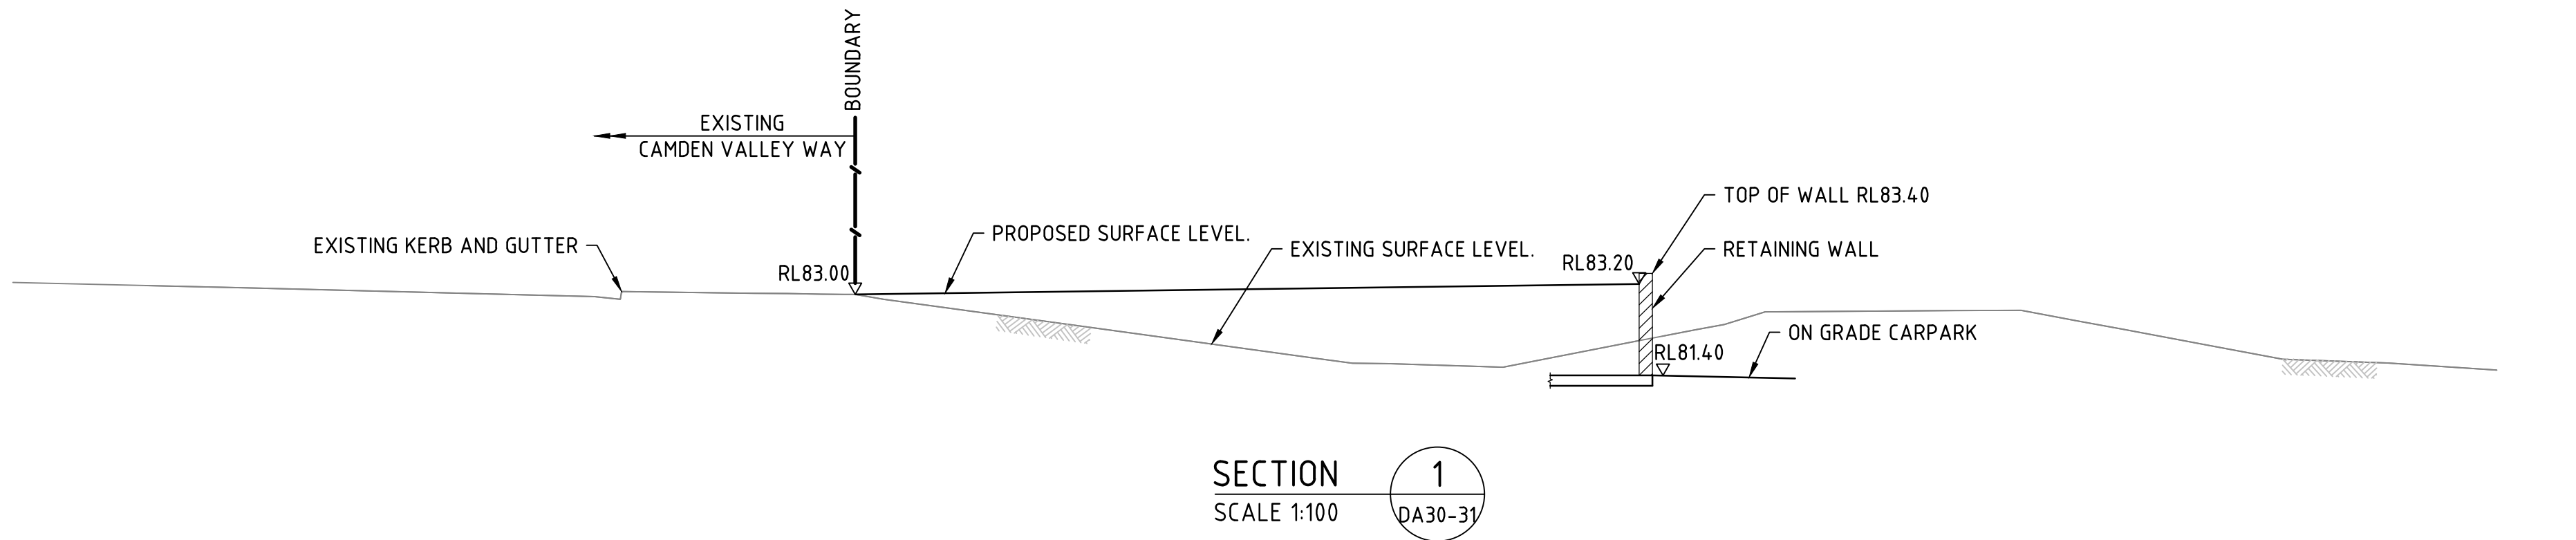 BOUNDARY
EXISTING
CAMDEN VALLEY WAY
TOP OF WALL RL83.40
PROPOSED SURFACE LEVEL.
EXISTING KERB AND GUTTER
EXISTING SURFACE LEVEL.
RETAINING WALL
RL83.00
RL83.20
ON GRADE CARPARK
RL81.40
SECTION
1
SCALE 1:100
DA30-31